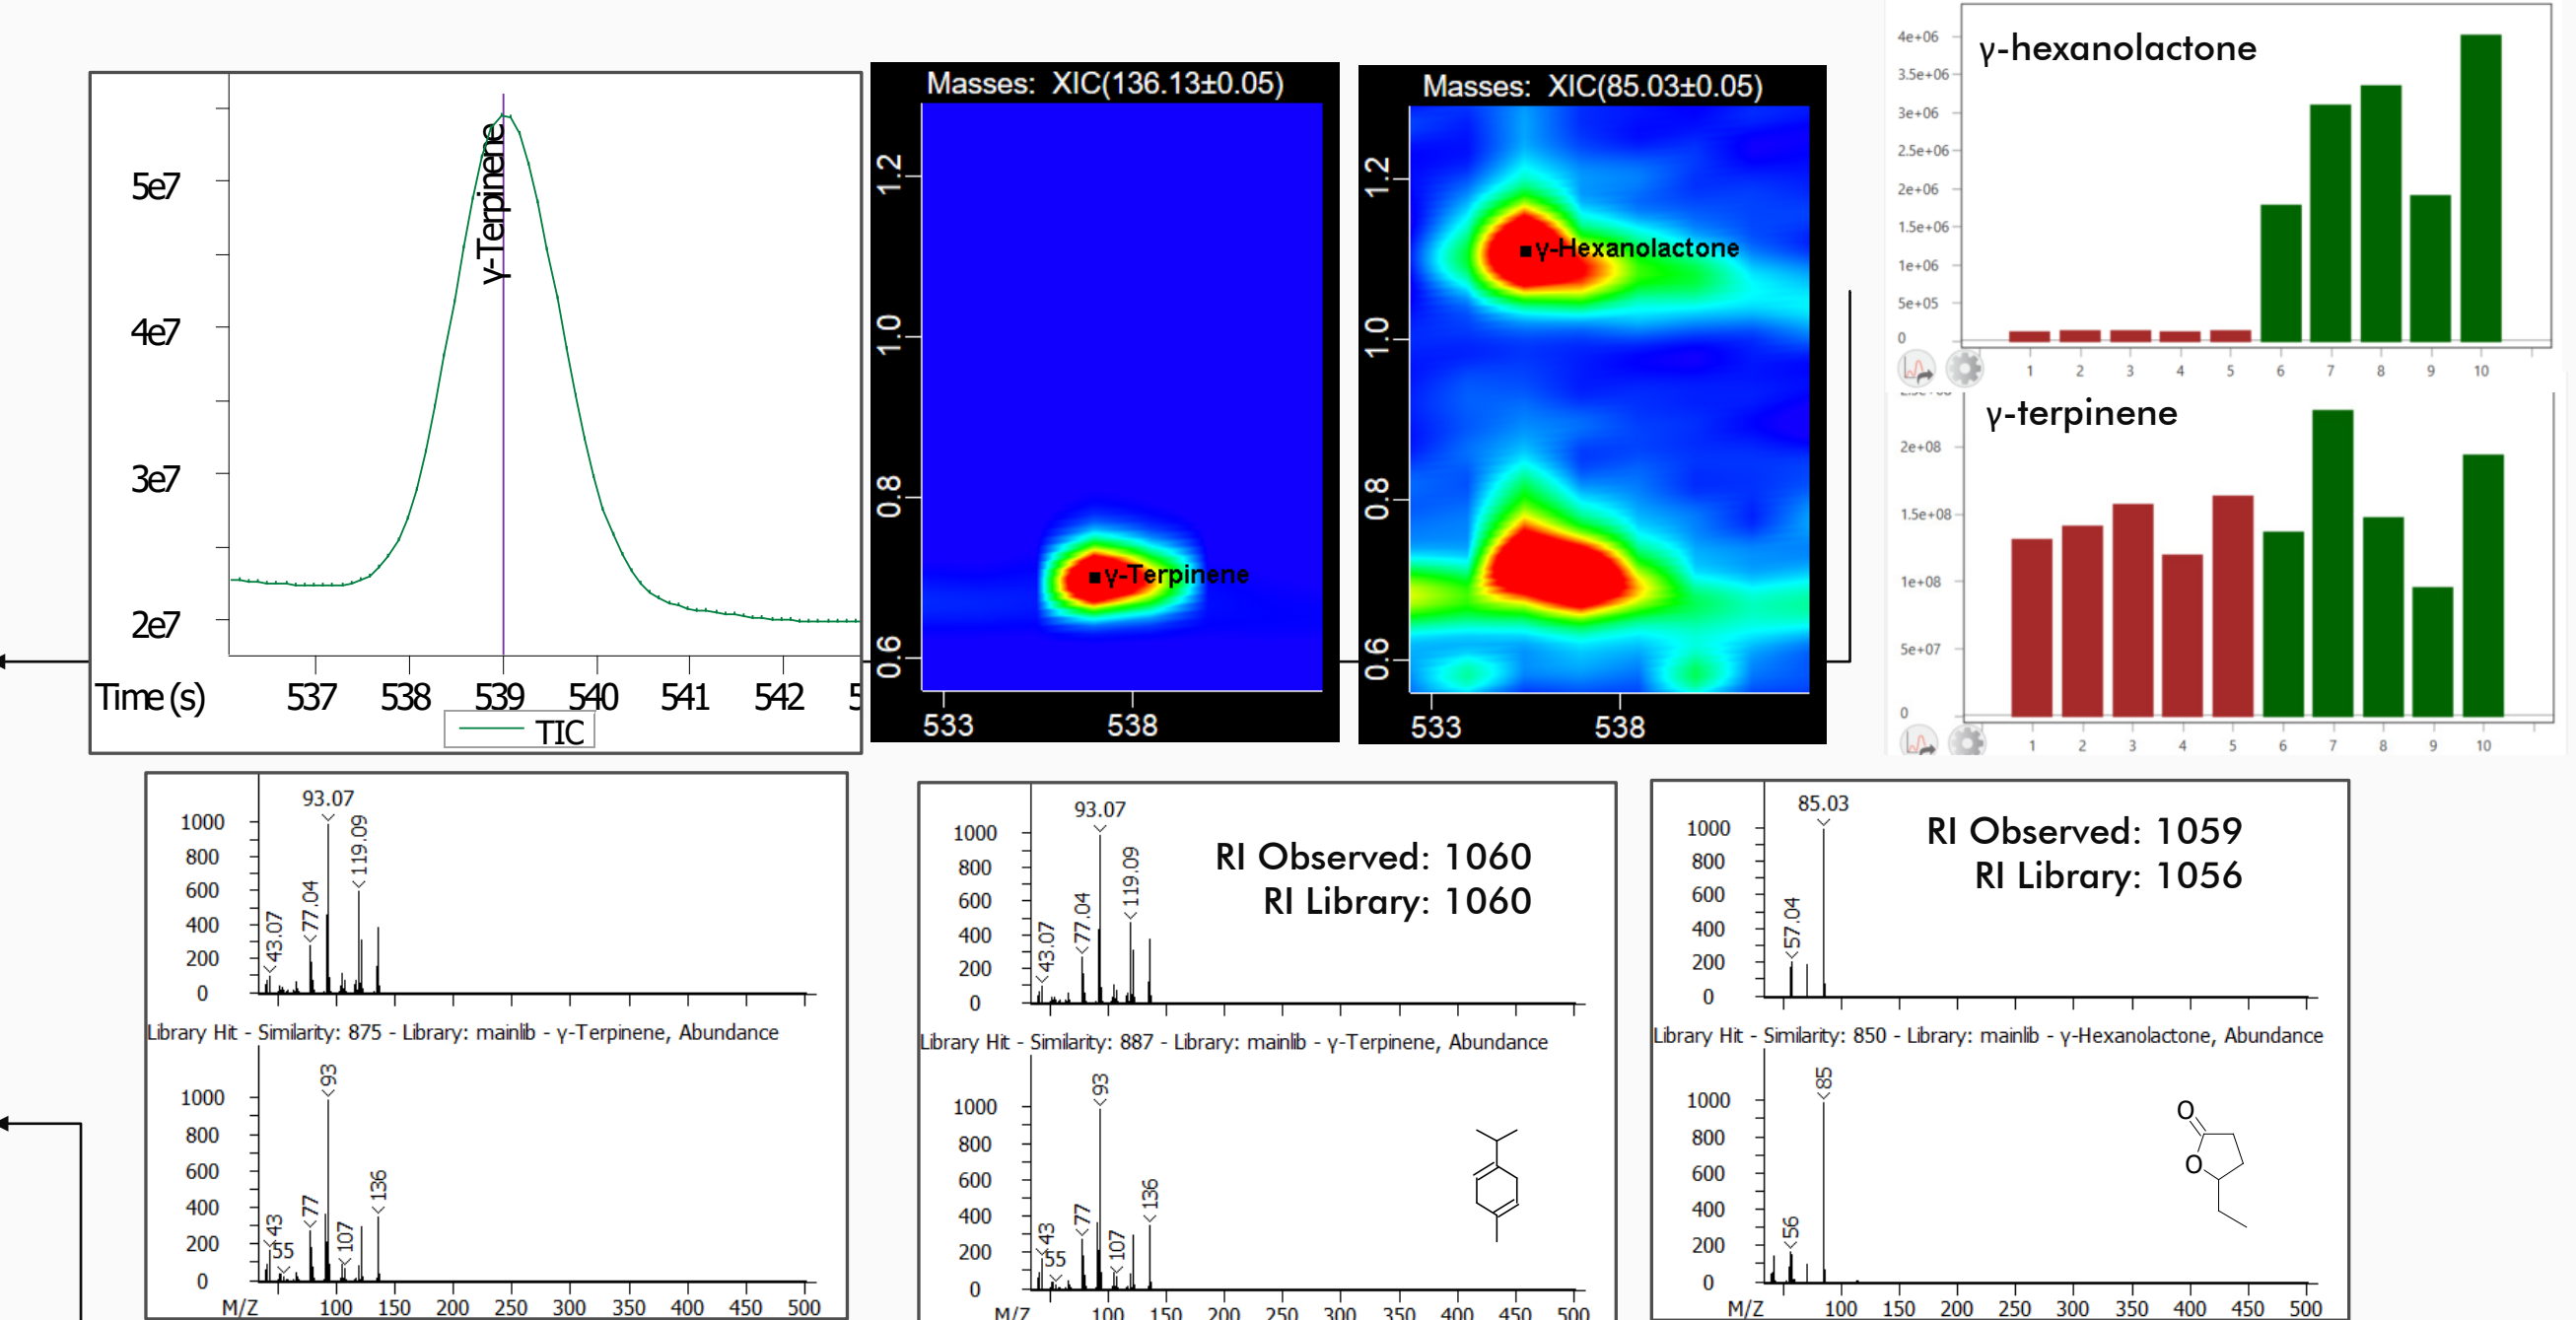 5e7
4e7
3e7
2e7
γ-Terpinene
Time (s)
537 538 539 540 541 542
TIC
Masses: XIC(136.13±0.05)
1.2
1.0
0.8
0.6
γ-Terpinene
533 538
Masses: XIC(85.03±0.05)
1.2
1.0
0.8
0.6
γ-Hexanolactone
533 538
γ-hexanolactone
4e+06
3.5e+06
3e+06
2.5e+06
2e+06
1.5e+06
1e+06
5e+05
0
1 2 3 4 5 6 7 8 9 10
γ-terpinene
2e+08
1.5e+08
1e+08
5e+07
0
1 2 3 4 5 6 7 8 9 10
93.07
119.09
77.04
43.07
1000
800
600
400
200
0
Library Hit - Similarity: 875 - Library: mainlib - γ-Terpinene, Abundance
93
136
77
43
107
55
1000
800
600
400
200
0
M/Z 100 150 200 250 300 350 400 450 500
93.07
119.09
77.04
43.07
1000
800
600
400
200
0
RI Observed: 1060
RI Library: 1060
Library Hit - Similarity: 887 - Library: mainlib - γ-Terpinene, Abundance
93
136
77
43
107
55
1000
800
600
400
200
0
M/Z 100 150 200 250 300 350 400 450 500
85.03
57.04
1000
800
600
400
200
0
RI Observed: 1059
RI Library: 1056
Library Hit - Similarity: 850 - Library: mainlib - γ-Hexanolactone, Abundance
85
56
1000
800
600
400
200
0
O
O
M/Z 100 150 200 250 300 350 400 450 500